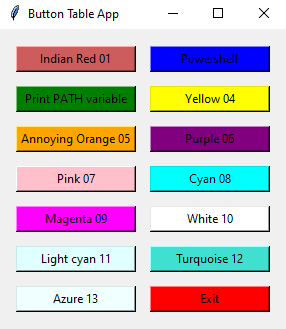 Button Table App
Indian Red 01 Powershell
Print PATH variable Yellow 04
Annoying Orange 05 Purple 06
Pink 07 Cyan 08
Magenta 09 White 10
Light cyan 11 Turquoise 12
Azure 13 Exit